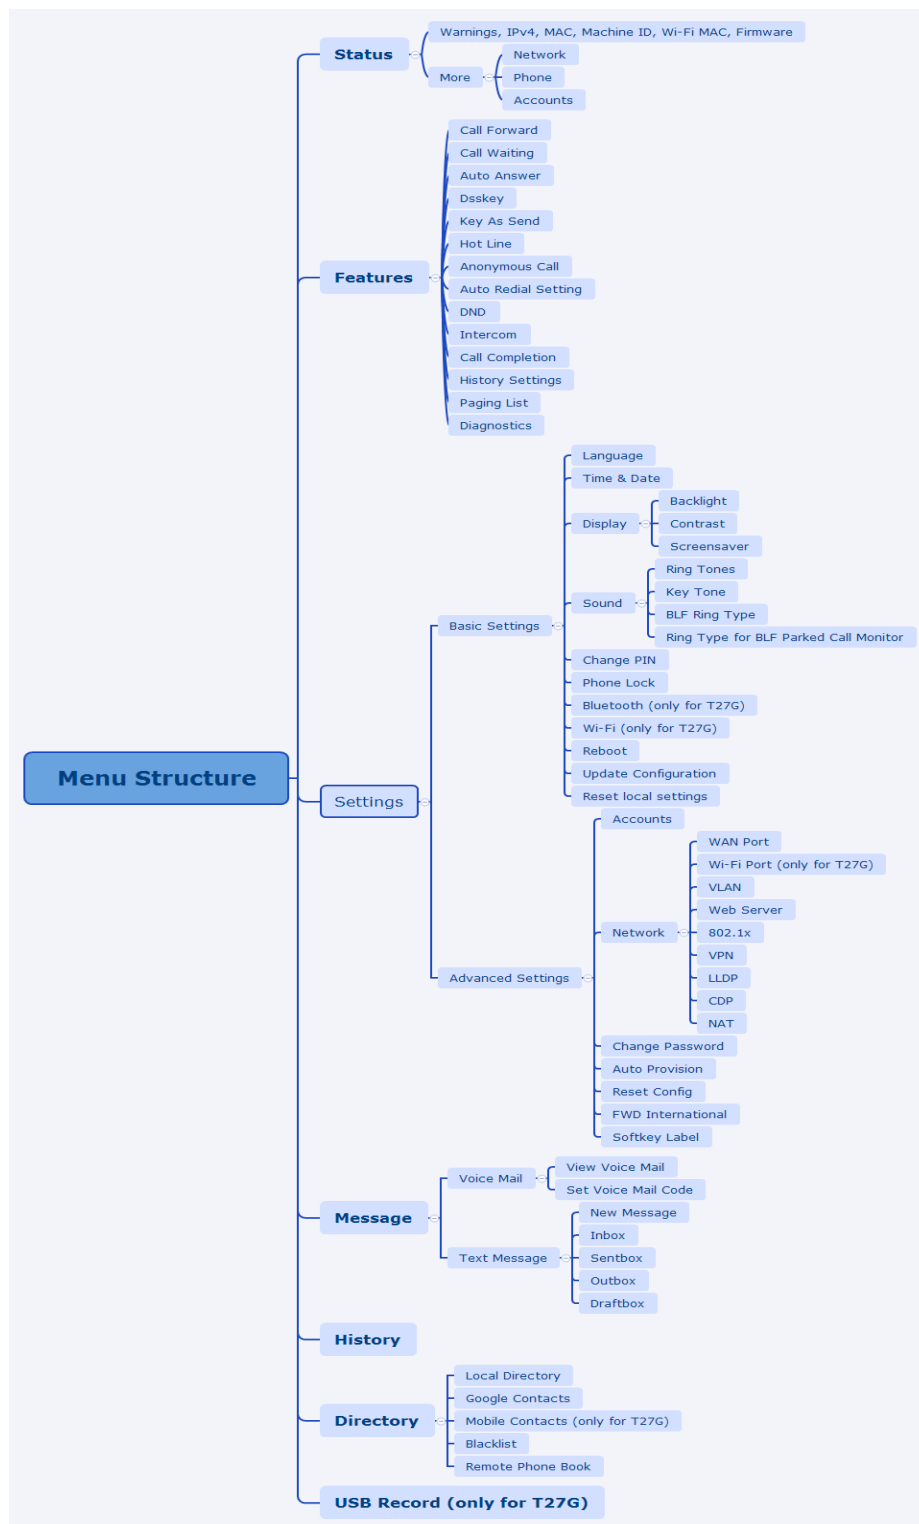 Menu Structure
Status
Warnings, IPv4, MAC, Machine ID, Wi-Fi MAC, Firmware
More
Network
Phone
Accounts
Features
Call Forward
Call Waiting
Auto Answer
Dsskey
Key As Send
Hot Line
Anonymous Call
Auto Redial Setting
DND
Intercom
Call Completion
History Settings
Paging List
Diagnostics
Settings
Basic Settings
Language
Time & Date
Display
Backlight
Contrast
Screensaver
Sound
Ring Tones
Key Tone
BLF Ring Type
Ring Type for BLF Parked Call Monitor
Change PIN
Phone Lock
Bluetooth (only for T27G)
Wi-Fi (only for T27G)
Reboot
Update Configuration
Reset local settings
Advanced Settings
Accounts
Network
WAN Port
Wi-Fi Port (only for T27G)
VLAN
Web Server
802.1x
VPN
LLDP
CDP
NAT
Change Password
Auto Provision
Reset Config
FWD International
Softkey Label
Message
Voice Mail
View Voice Mail
Set Voice Mail Code
Text Message
New Message
Inbox
Sentbox
Outbox
Draftbox
History
Directory
Local Directory
Google Contacts
Mobile Contacts (only for T27G)
Blacklist
Remote Phone Book
USB Record (only for T27G)